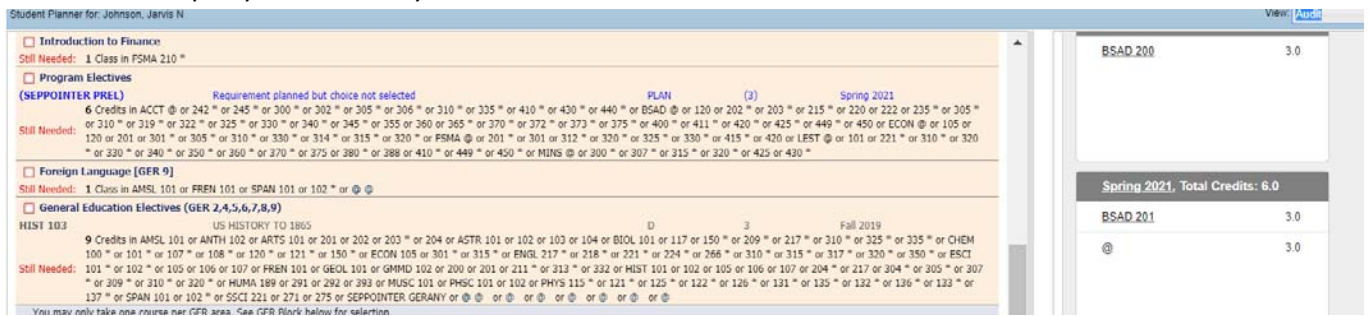 Student Planner for: Johnson, Jarvis N
View: Audit
Introduction to Finance
Still Needed: 1 Class in FSMA 210 *
Program Electives
(SEPPOINTER PREL) Requirement planned but choice not selected PLAN (3) Spring 2021
6 Credits in ACCT @ or 242 * or 245 * or 300 * or 302 * or 305 * or 306 * or 310 * or 335 * or 410 * or 430 * or 440 * or BSAD @ or 120 or 202 * or 203 * or 215 * or 220 or 222 or 235 * or 305 *
or 310 * or 319 * or 322 * or 325 * or 330 * or 340 * or 345 * or 355 or 360 or 365 * or 370 * or 372 * or 373 * or 375 * or 400 * or 411 * or 420 * or 425 * or 449 * or 450 or ECON @ or 105 or
Still Needed: 120 or 201 or 301 * or 305 * or 310 * or 330 * or 314 * or 315 * or 320 * or FSMA @ or 201 * or 301 or 312 * or 320 * or 325 * or 330 * or 415 * or 420 or LEST @ or 101 or 221 * or 310 * or 320
* or 330 * or 340 * or 350 * or 360 * or 370 * or 375 or 380 * or 388 or 410 * or 449 * or 450 * or MINS @ or 300 * or 307 * or 315 * or 320 * or 425 or 430 *
Foreign Language [GER 9]
Still Needed: 1 Class in AMSL 101 or FREN 101 or SPAN 101 or 102 * or @ @
General Education Electives (GER 2,4,5,6,7,8,9)
HIST 103 US HISTORY TO 1865 D 3 Fall 2019
9 Credits in AMSL 101 or ANTH 102 or ARTS 101 or 201 or 202 or 203 * or 204 or ASTR 101 or 102 or 103 or 104 or BIOL 101 or 117 or 150 * or 209 * or 217 * or 310 * or 325 * or 335 * or CHEM
100 * or 101 * or 107 * or 108 * or 120 * or 121 * or 150 * or ECON 105 or 301 * or 315 * or ENGL 217 * or 218 * or 221 * or 224 * or 266 * or 310 * or 315 * or 317 * or 320 * or 350 * or ESCI
Still Needed: 101 * or 102 * or 105 or 106 or 107 or FREN 101 or GEOL 101 or GMMD 102 or 200 or 201 or 211 * or 313 * or 332 or HIST 101 or 102 or 105 or 106 or 107 or 204 * or 217 or 304 * or 305 * or 307
* or 309 * or 310 * or 320 * or HUMA 189 or 291 or 292 or 393 or MUSC 101 or PHSC 101 or 102 or PHYS 115 * or 121 * or 125 * or 122 * or 126 * or 131 * or 135 * or 132 * or 136 * or 133 * or
137 * or SPAN 101 or 102 * or SSCI 221 or 271 or 275 or SEPPOINTER GERANY or @ @ or @ or @ or @ or @ or @ or @
You may only take one course per GER area. See GER Block below for selection.
BSAD 200 3.0
Spring 2021, Total Credits: 6.0
BSAD 201 3.0
@ 3.0